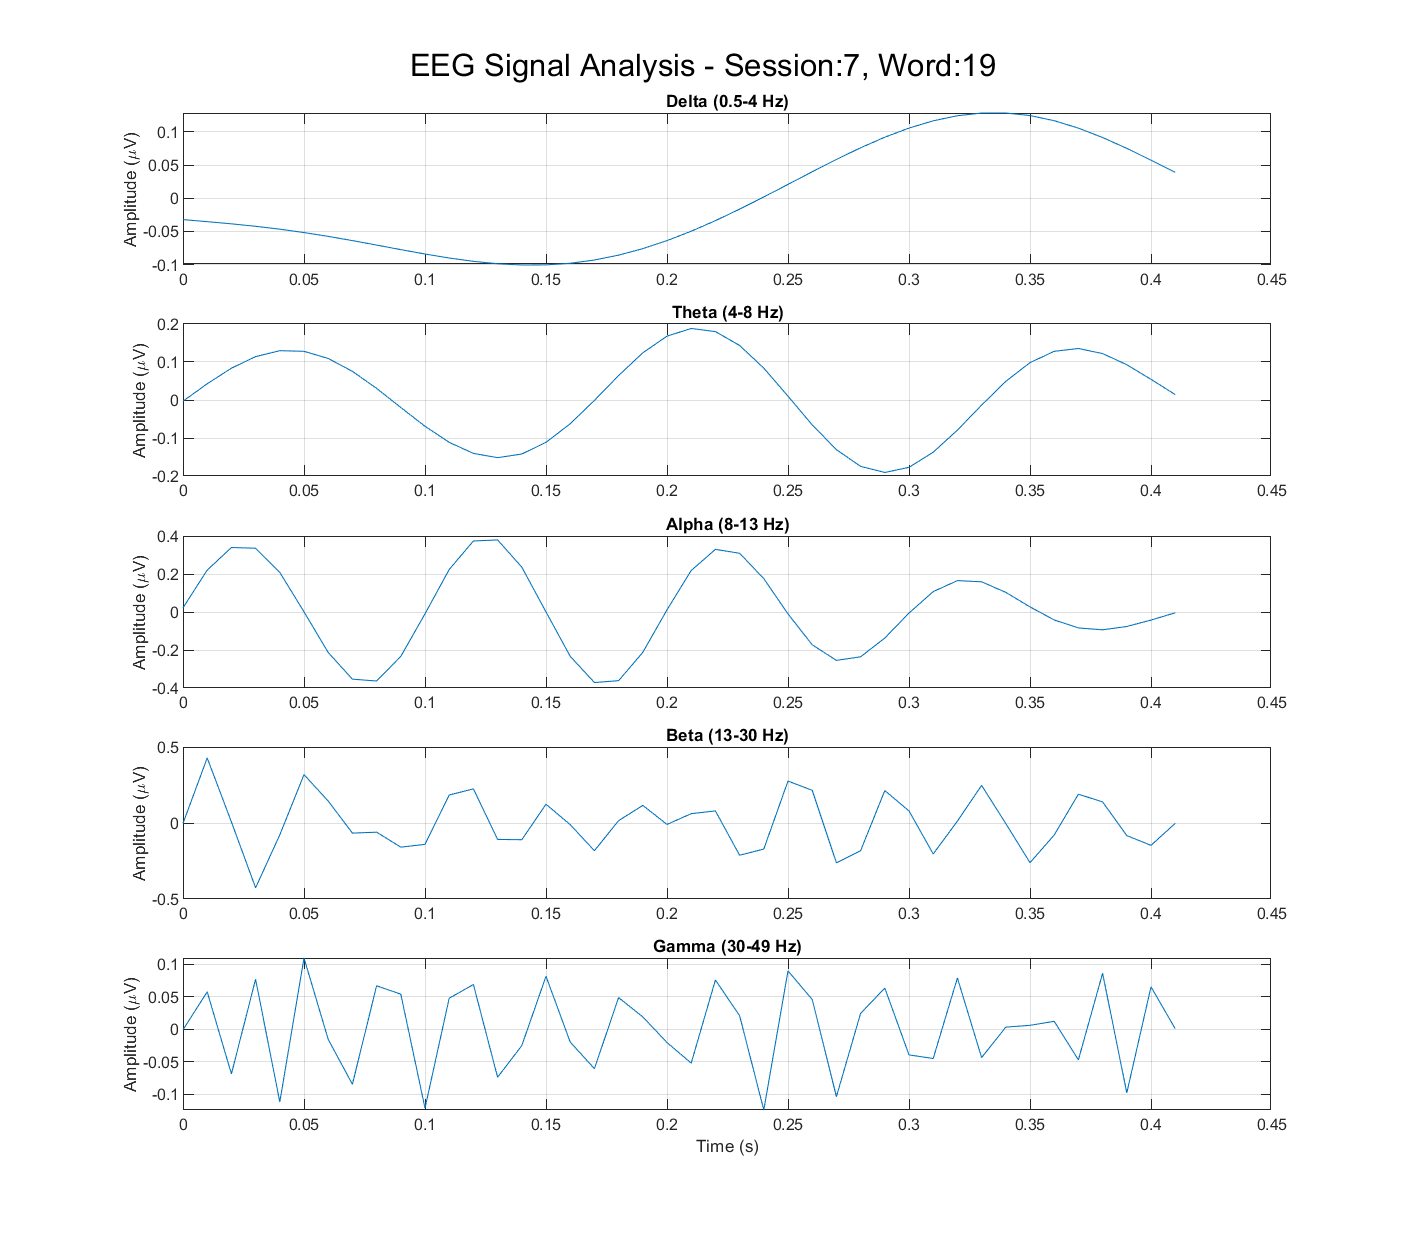 EEG Signal Analysis - Session:7, Word:19
Delta (0.5-4 Hz)
Amplitude (μV)
0.1
0.05
0
-0.05
-0.1
0 0.05 0.1 0.15 0.2 0.25 0.3 0.35 0.4 0.45
Theta (4-8 Hz)
Amplitude (μV)
0.2
0.1
0
-0.1
-0.2
0 0.05 0.1 0.15 0.2 0.25 0.3 0.35 0.4 0.45
Alpha (8-13 Hz)
Amplitude (μV)
0.4
0.2
0
-0.2
-0.4
0 0.05 0.1 0.15 0.2 0.25 0.3 0.35 0.4 0.45
Beta (13-30 Hz)
Amplitude (μV)
0.5
0
-0.5
0 0.05 0.1 0.15 0.2 0.25 0.3 0.35 0.4 0.45
Gamma (30-49 Hz)
Amplitude (μV)
0.1
0.05
0
-0.05
-0.1
0 0.05 0.1 0.15 0.2 0.25 0.3 0.35 0.4 0.45
Time (s)